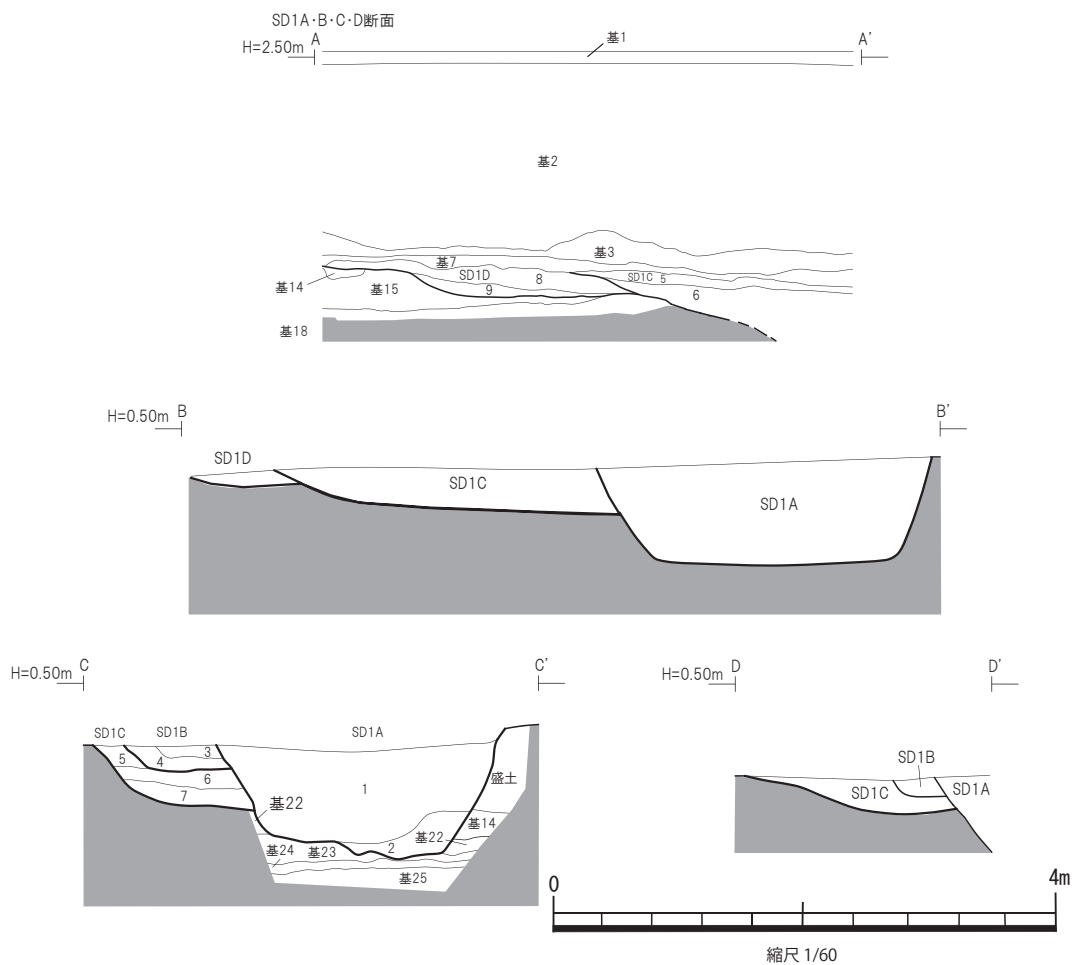 SD1A・B・C・D断面
H=2.50m A
A'
基1
基2
基3
基7
SD1D
8
SD1C 5
基14
基15
9
6
基18
H=0.50m B
B'
SD1D
SD1C
SD1A
H=0.50m C
C'
SD1C
SD1B
SD1A
5
4
3
6
7
1
盛土
基22
基14
基22
基24
基23
2
基25
H=0.50m D
D'
SD1B
SD1C
SD1A
0
4m
縮尺 1/60